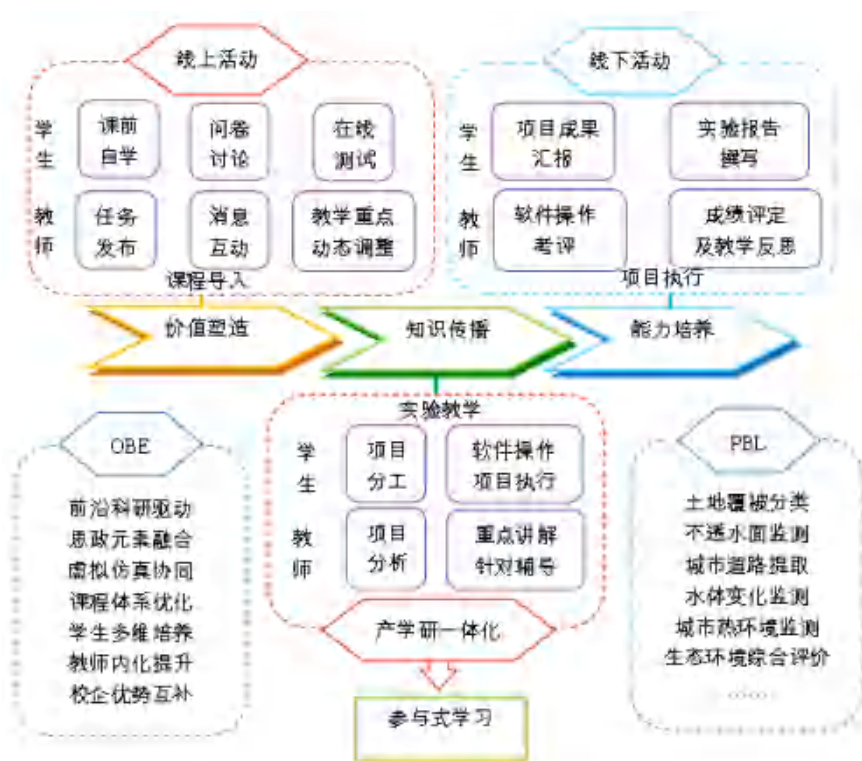 线上活动
学生
课前
自学
问卷
讨论
在线
测试
教师
任务
发布
消息
互动
教学重点
动态调整
课程导入
线下活动
学生
项目成果
汇报
实验报告
撰写
教师
软件操作
考评
成绩评定
及教学反思
项目执行
价值塑造
知识传播
能力培养
OBE
前沿科研驱动
思政元素融合
虚拟仿真协同
课程体系优化
学生多维培养
教师内化提升
校企优势互补
实验教学
学生
项目
分工
软件操作
项目执行
教师
项目
分析
重点讲解
针对辅导
产学研一体化
参与式学习
PBL
土地覆被分类
不透水面监测
城市道路提取
水体变化监测
城市热环境监测
生态环境综合评价
……